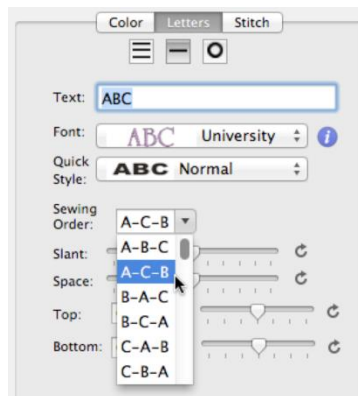 Color Letters Stitch
Text: ABC
Font: ABC University
Quick Style: ABC Normal
Sewing Order: A-C-B
A-B-C
Slant:
A-C-B
Space:
B-A-C
Top:
B-C-A
Bottom:
C-A-B
C-B-A